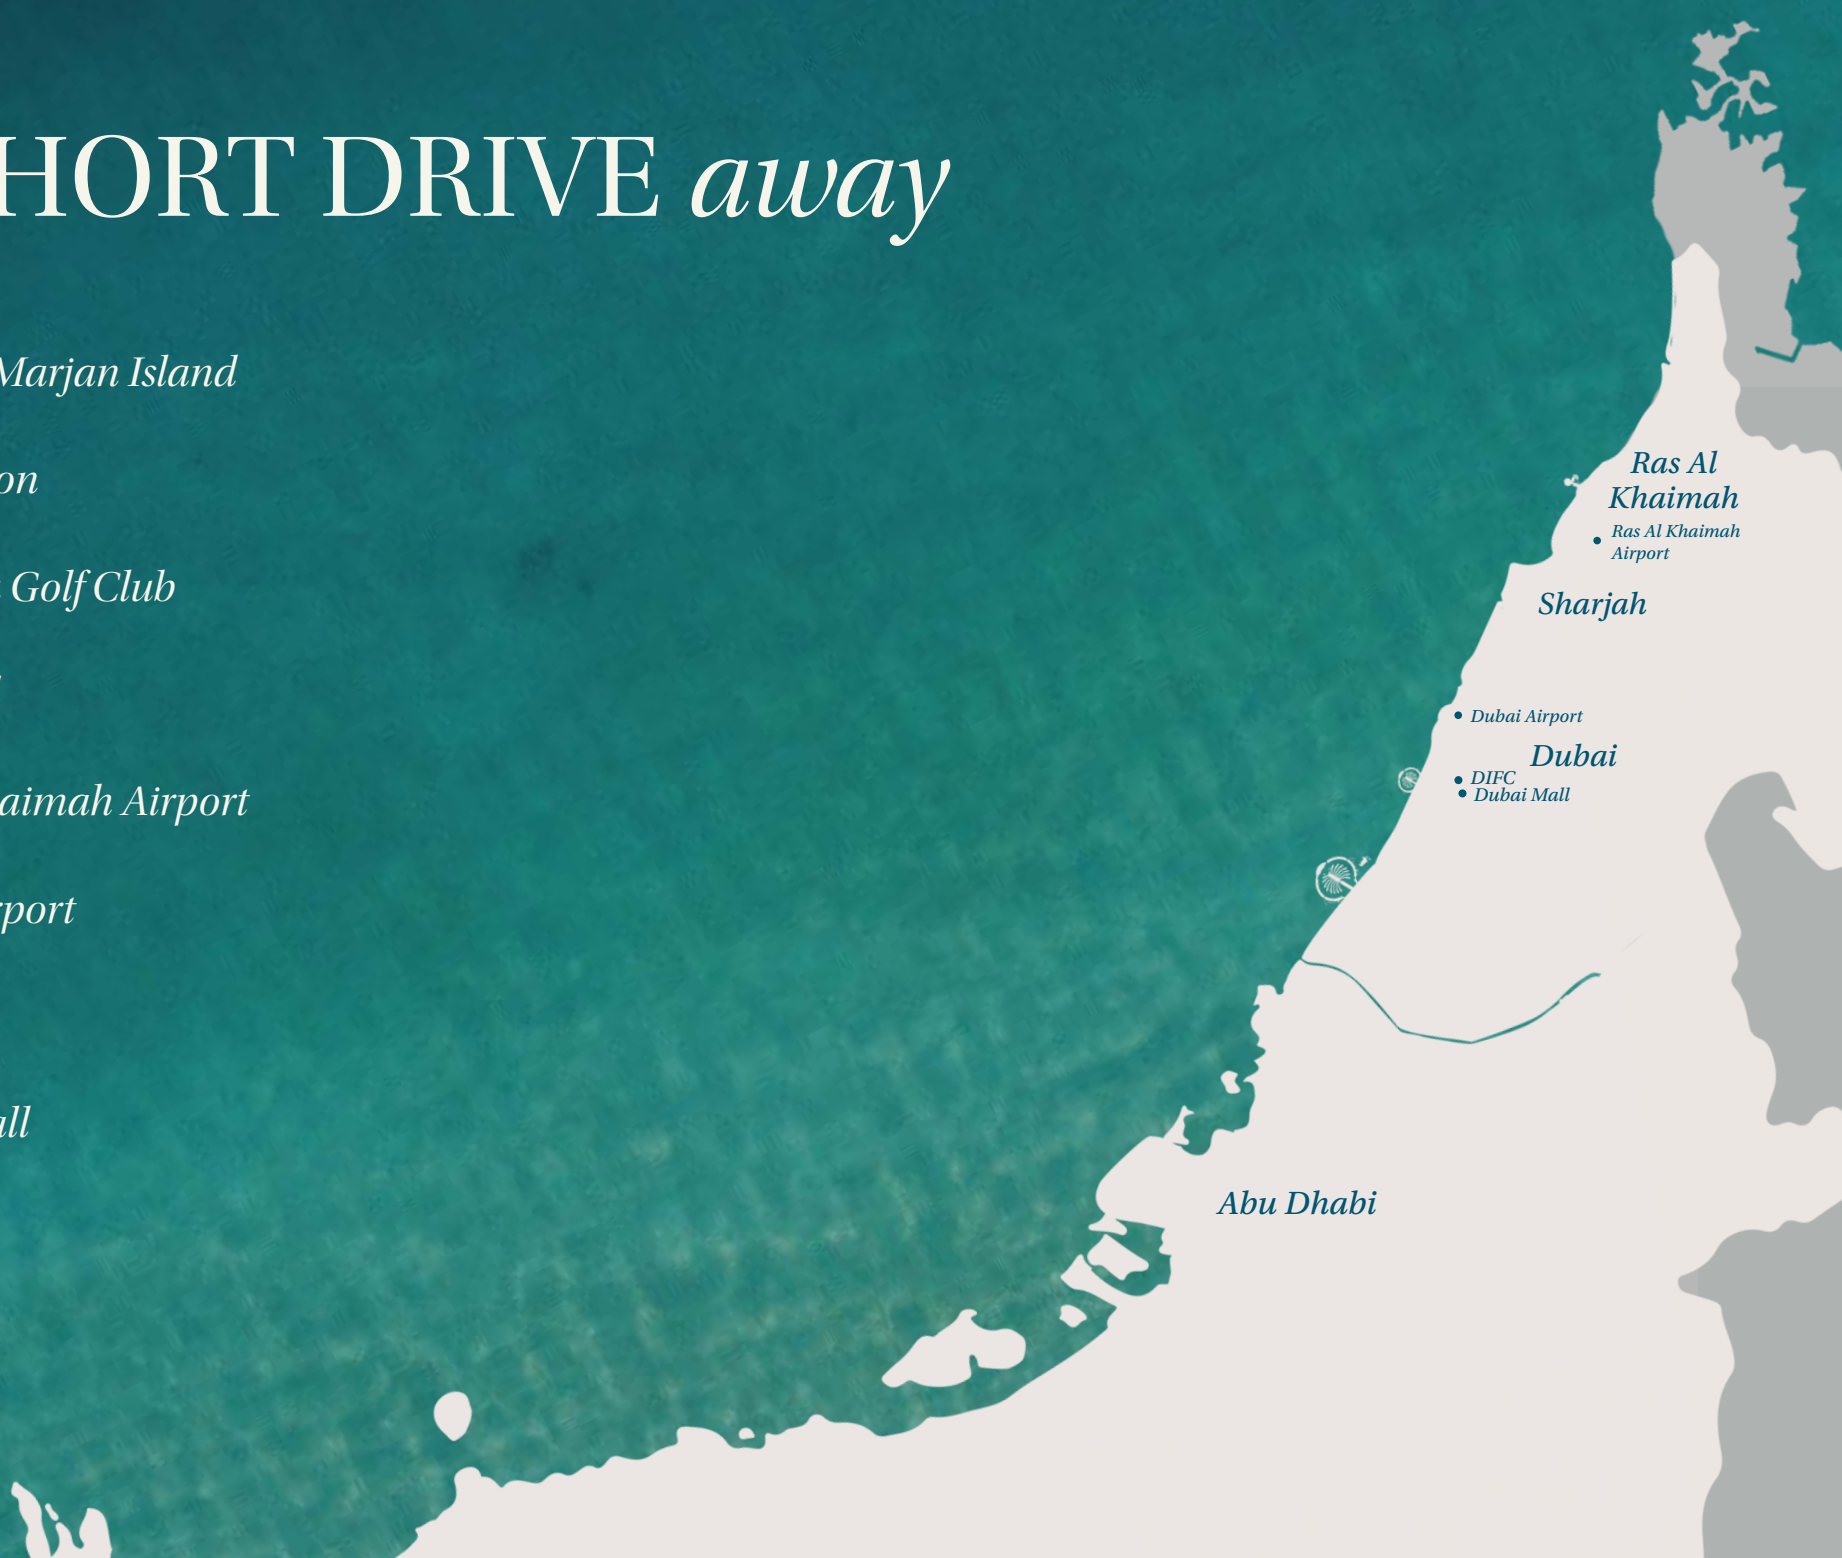 HORT DRIVE away
Marjan Island
on
Golf Club
aimah Airport
rport
all
Ras Al
Khaimah
Ras Al Khaimah
Airport
Sharjah
Dubai Airport
Dubai
DIFC
Dubai Mall
Abu Dhabi